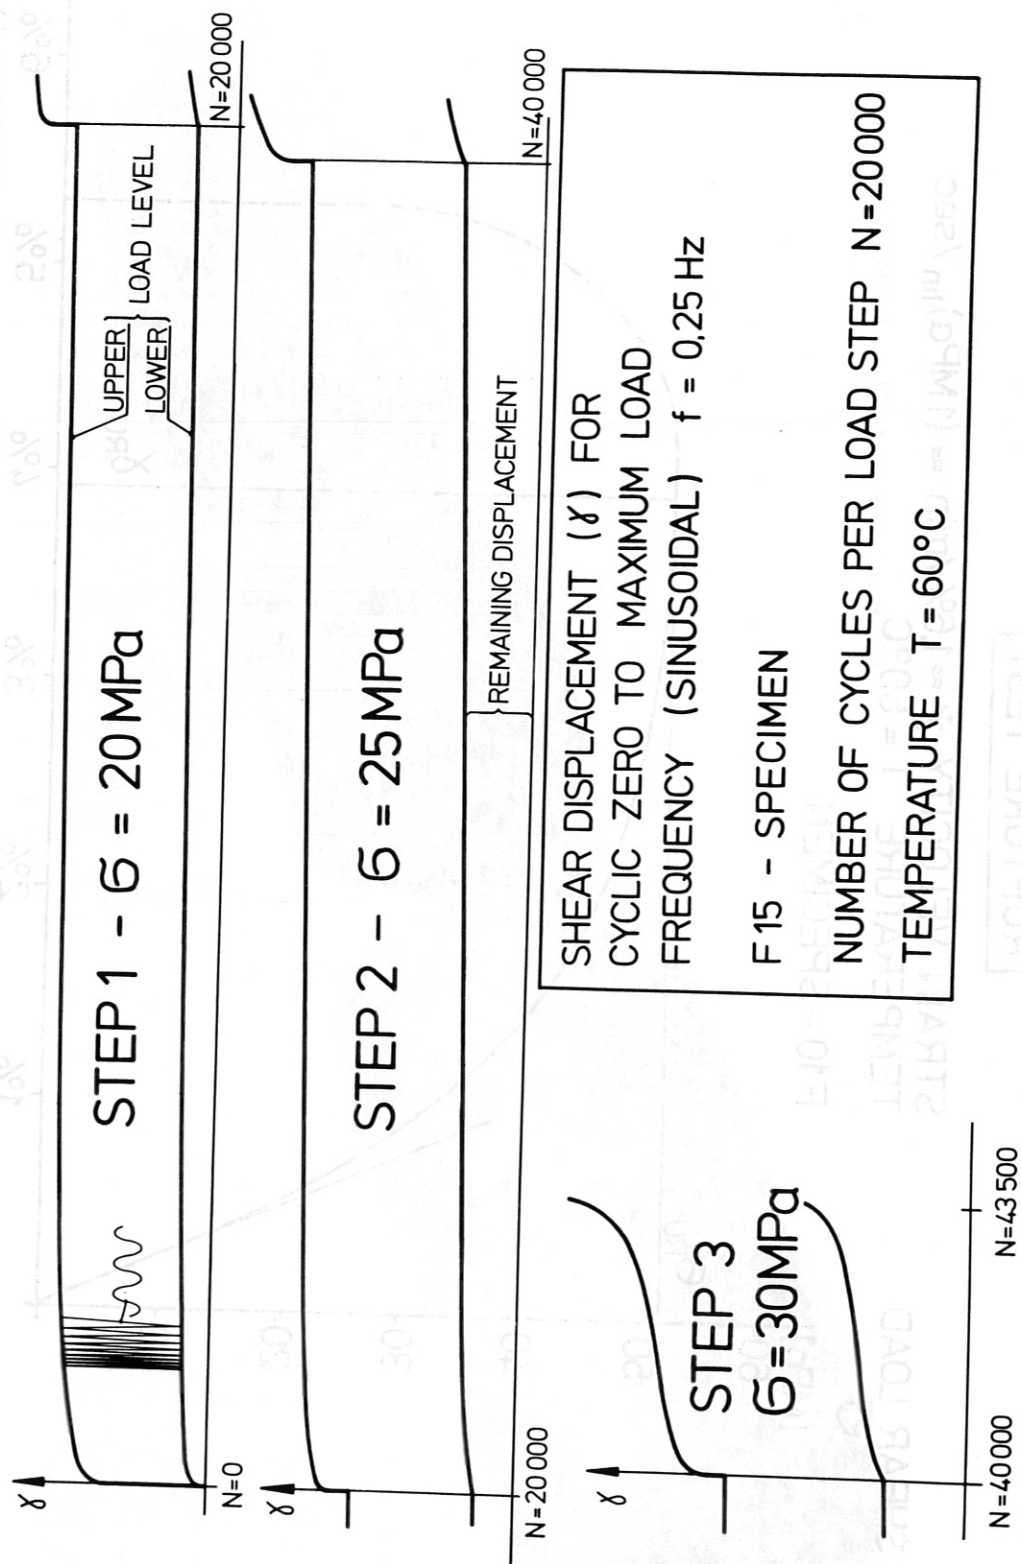 γ
STEP 1 - σ = 20 MPa
UPPER
LOWER
LOAD LEVEL
N=0
N=20 000
STEP 2 - σ = 25 MPa
REMAINING DISPLACEMENT
N=20 000
N=40 000
γ
STEP 3
σ = 30MPa
N=40 000
N=43 500
γ
SHEAR DISPLACEMENT (γ) FOR
CYCLIC ZERO TO MAXIMUM LOAD
FREQUENCY (SINUSOIDAL) f = 0,25 Hz
F 15 - SPECIMEN
NUMBER OF CYCLES PER LOAD STEP N=20000
TEMPERATURE T= 60°C